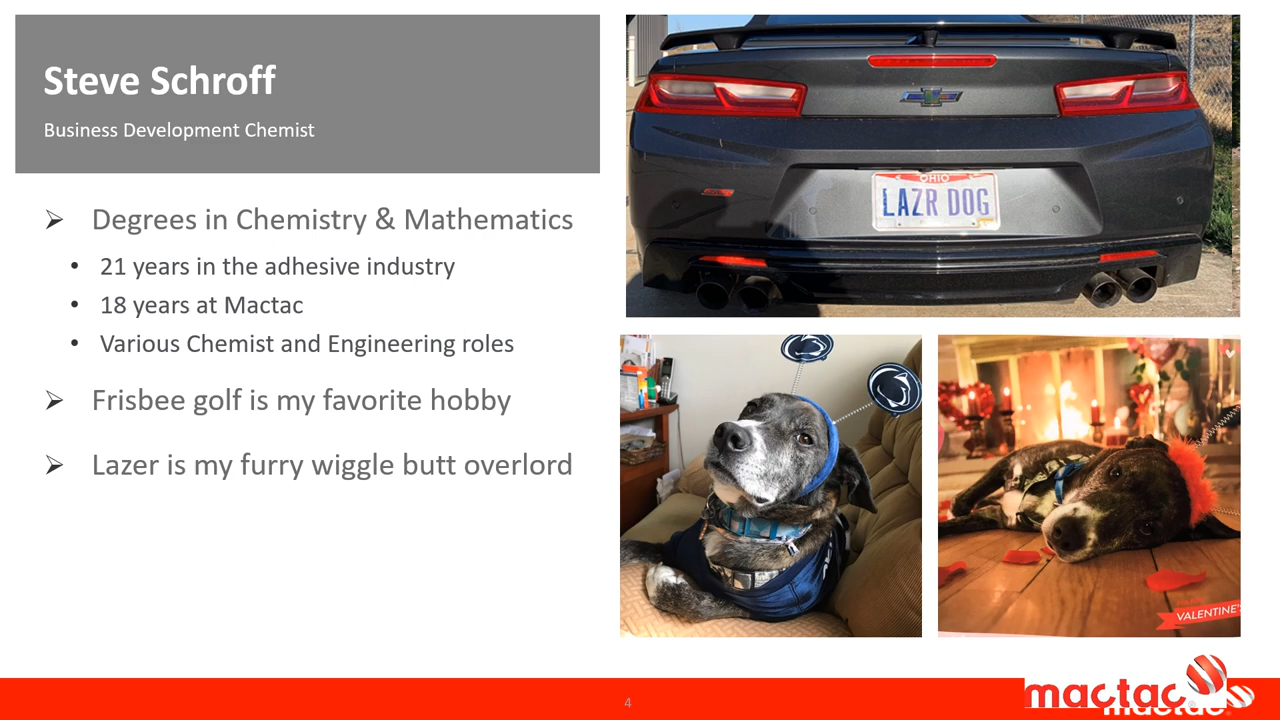 Steve Schroff
Business Development Chemist
Degrees in Chemistry & Mathematics
21 years in the adhesive industry
18 years at Mactac
Various Chemist and Engineering roles
Frisbee golf is my favorite hobby
Lazer is my furry wiggle butt overlord
OHIO
LAZR DOG
VALENTINE'S
4
mactac
mactac